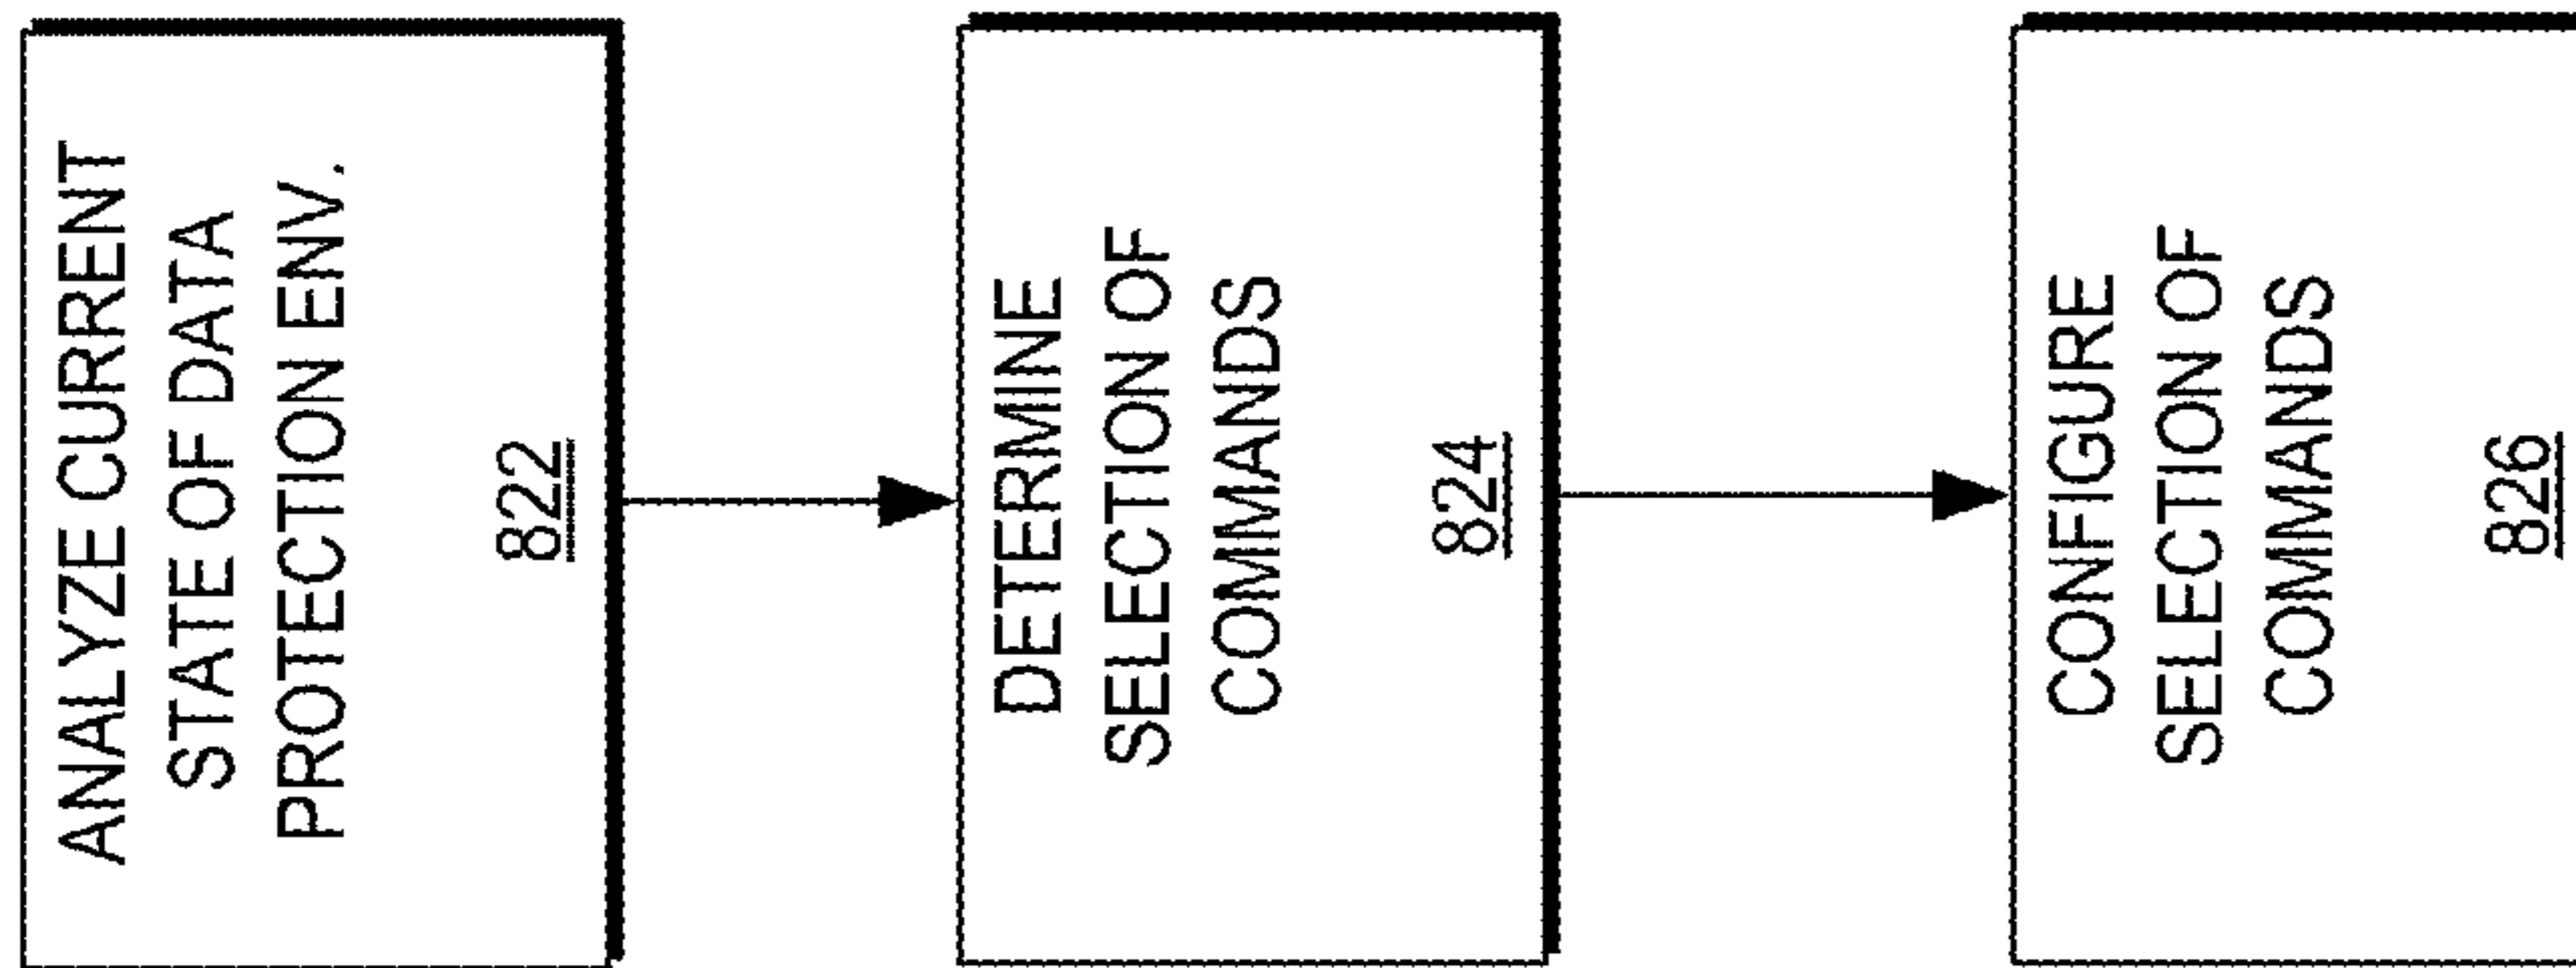 ANALYZE CURRENT
STATE OF DATA
PROTECTION ENV.
822
DETERMINE
SELECTION OF
COMMANDS
824
CONFIGURE
SELECTION OF
COMMANDS
826